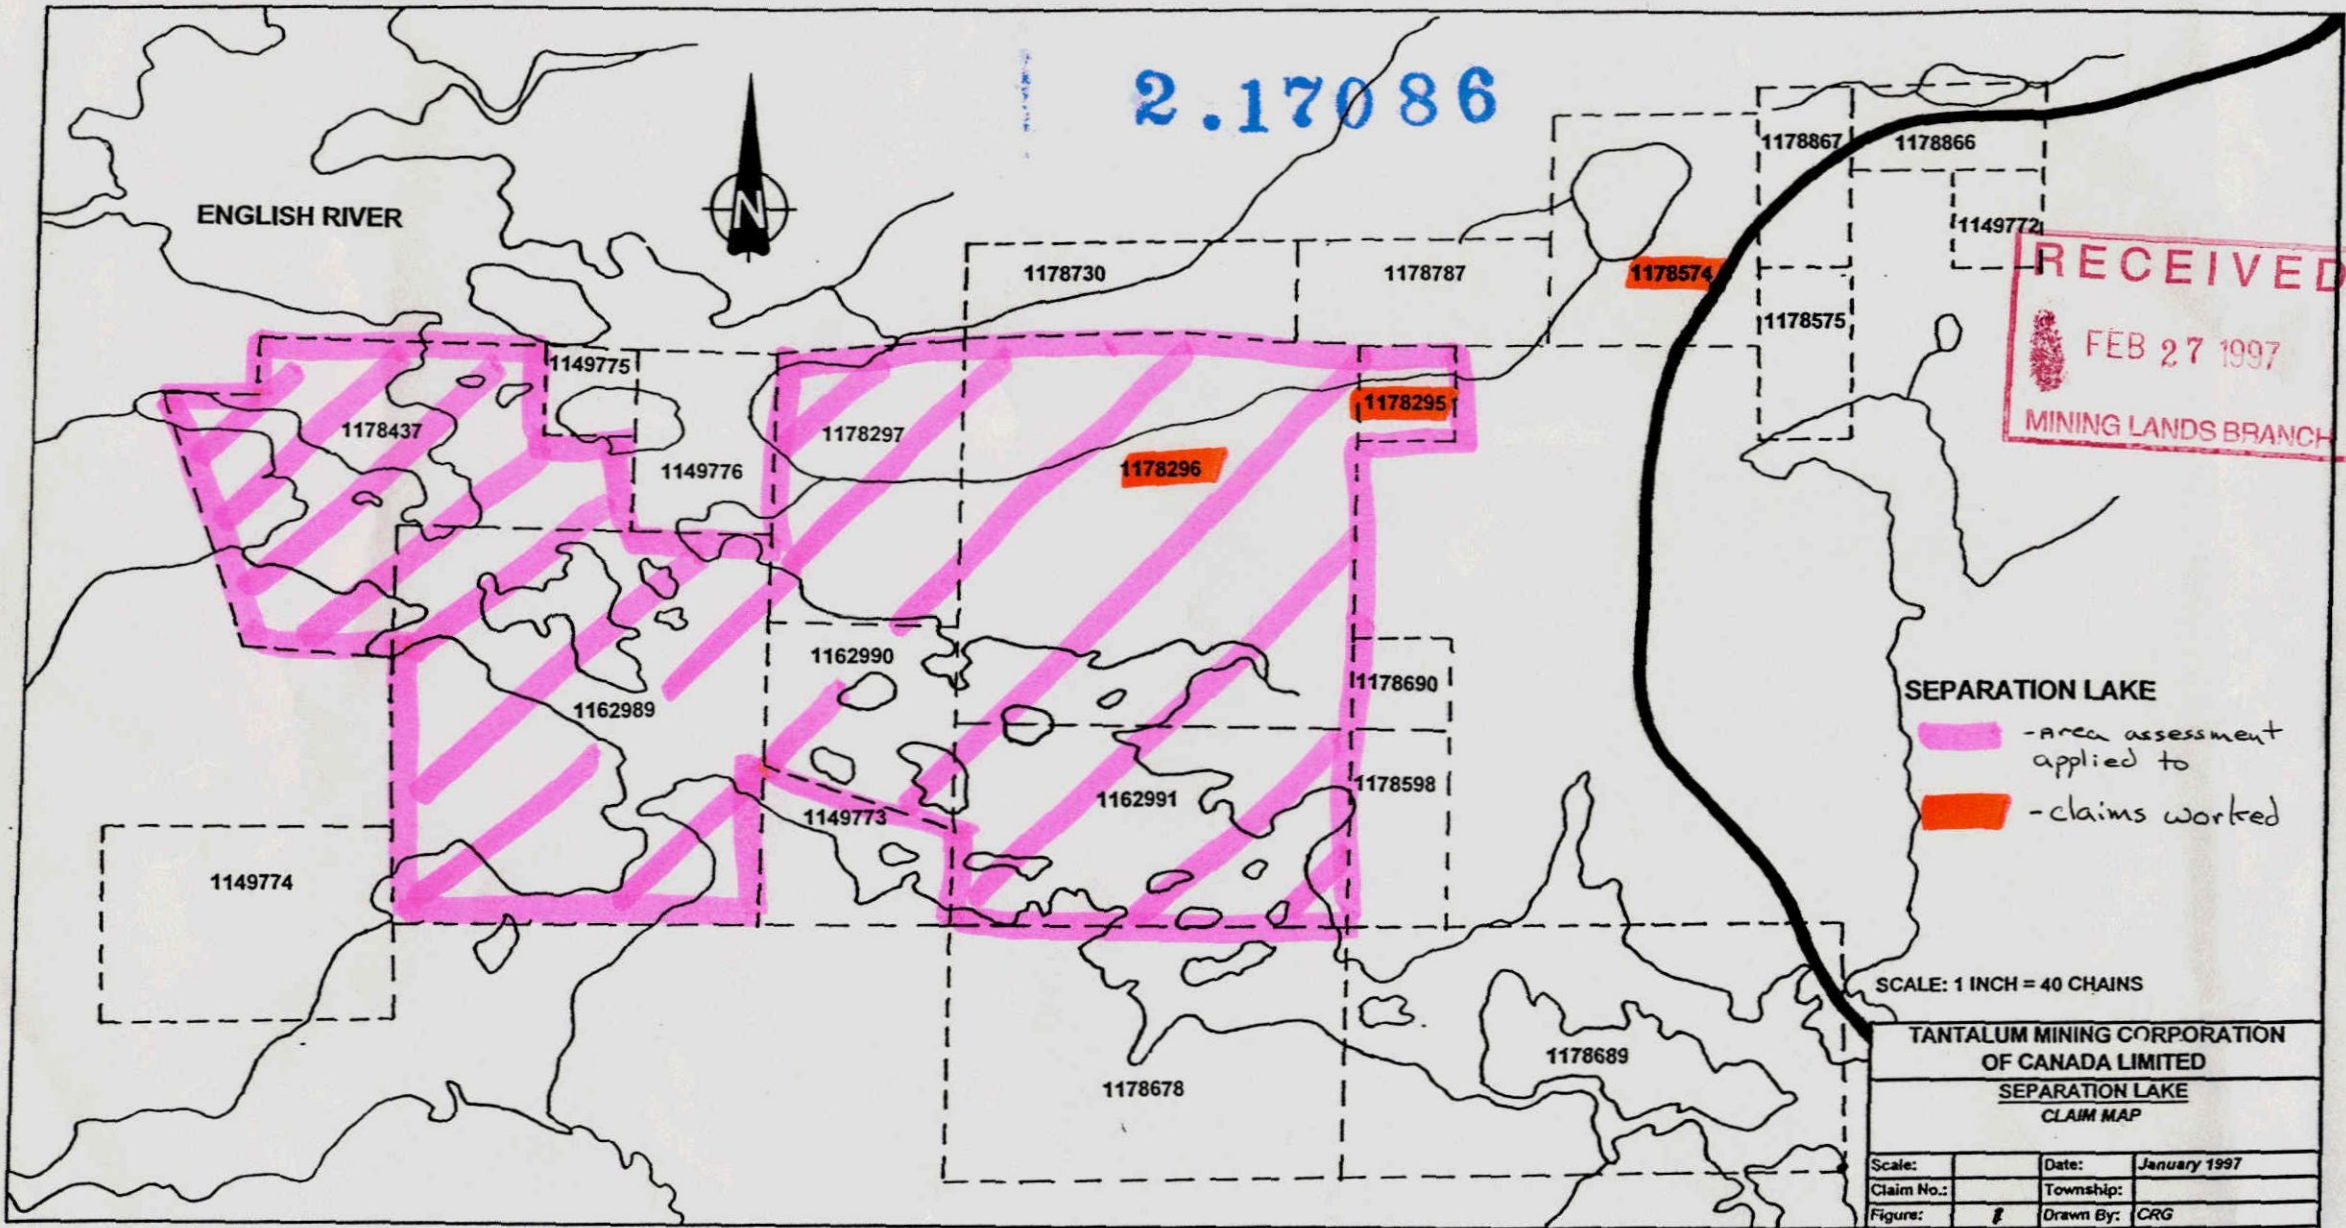 2.17086
1178867
1178866
ENGLISH RIVER
N
1149772
RECEIVED
FEB 27 1997
MINING LANDS BRANCH
1178730
1178787
1178574
1178575
1149775
1178295
1178437
1178297
1149776
1178296
1162990
1178690
1162989
SEPARATION LAKE
- Area assessment
applied to
1178598
1162991
1149773
- claims worked
1149774
SCALE: 1 INCH = 40 CHAINS
1178689
1178678
TANTALUM MINING CORPORATION
OF CANADA LIMITED
SEPARATION LAKE
CLAIM MAP
Scale: Date: January 1997
Claim No.: Township:
Figure: Drawn By: CRG